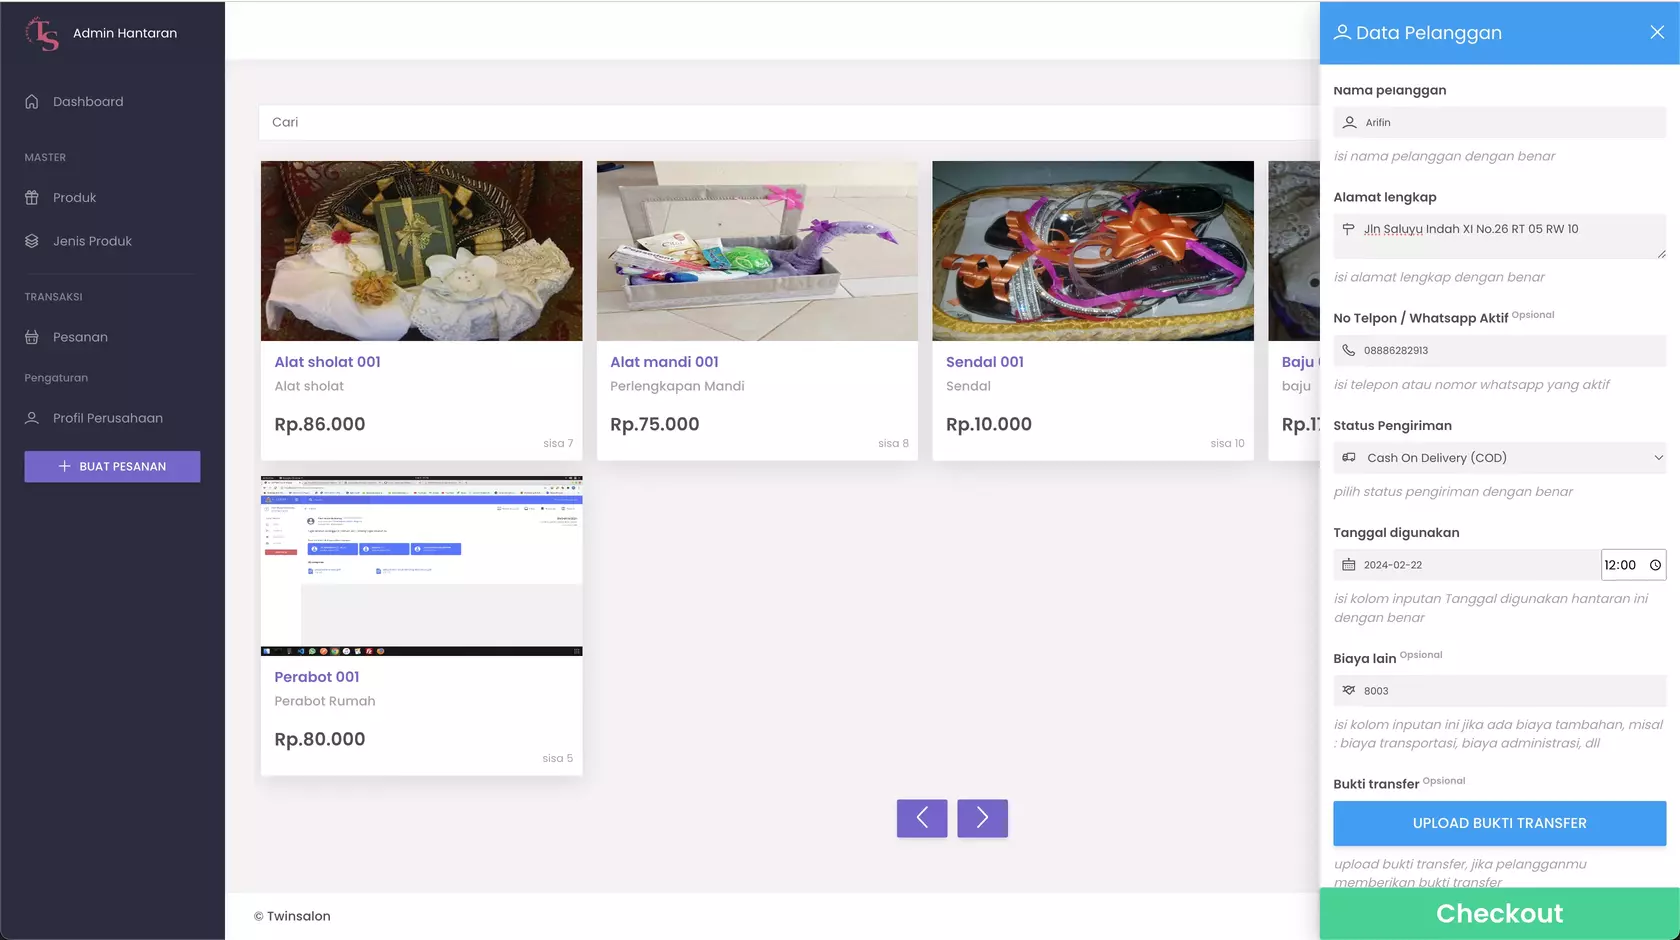 TS
Admin Hantaran
Dashboard
MASTER
Produk
Jenis Produk
TRANSAKSI
Pesanan
Pengaturan
Profil Perusahaan
BUAT PESANAN
Cari
Alat sholat 001
Alat sholat
Rp.86.000
sisa 7
Alat mandi 001
Perlengkapan Mandi
Rp.75.000
sisa 8
Sendal 001
Sendal
Rp.10.000
sisa 10
Baju
baju
Perabot 001
Perabot Rumah
Rp.80.000
sisa 5
© Twinsalon
Data Pelanggan
Nama pelanggan
Arifin
isi nama pelanggan dengan benar
Alamat lengkap
Jln Saluyu Indah XI No.26 RT 05 RW 10
isi alamat lengkap dengan benar
No Telpon / Whatsapp Aktif Opsional
08886282913
isi telepon atau nomor whatsapp yang aktif
Status Pengiriman
Cash On Delivery (COD)
pilih status pengiriman dengan benar
Tanggal digunakan
2024-02-22 12:00
isi kolom inputan Tanggal digunakan hantaran ini
dengan benar
Biaya lain Opsional
8003
isi kolom inputan ini jika ada biaya tambahan, misal
: biaya transportasi, biaya administrasi, dll
Bukti transfer Opsional
UPLOAD BUKTI TRANSFER
upload bukti transfer, jika pelangganmu
memberikan bukti transfer
Checkout